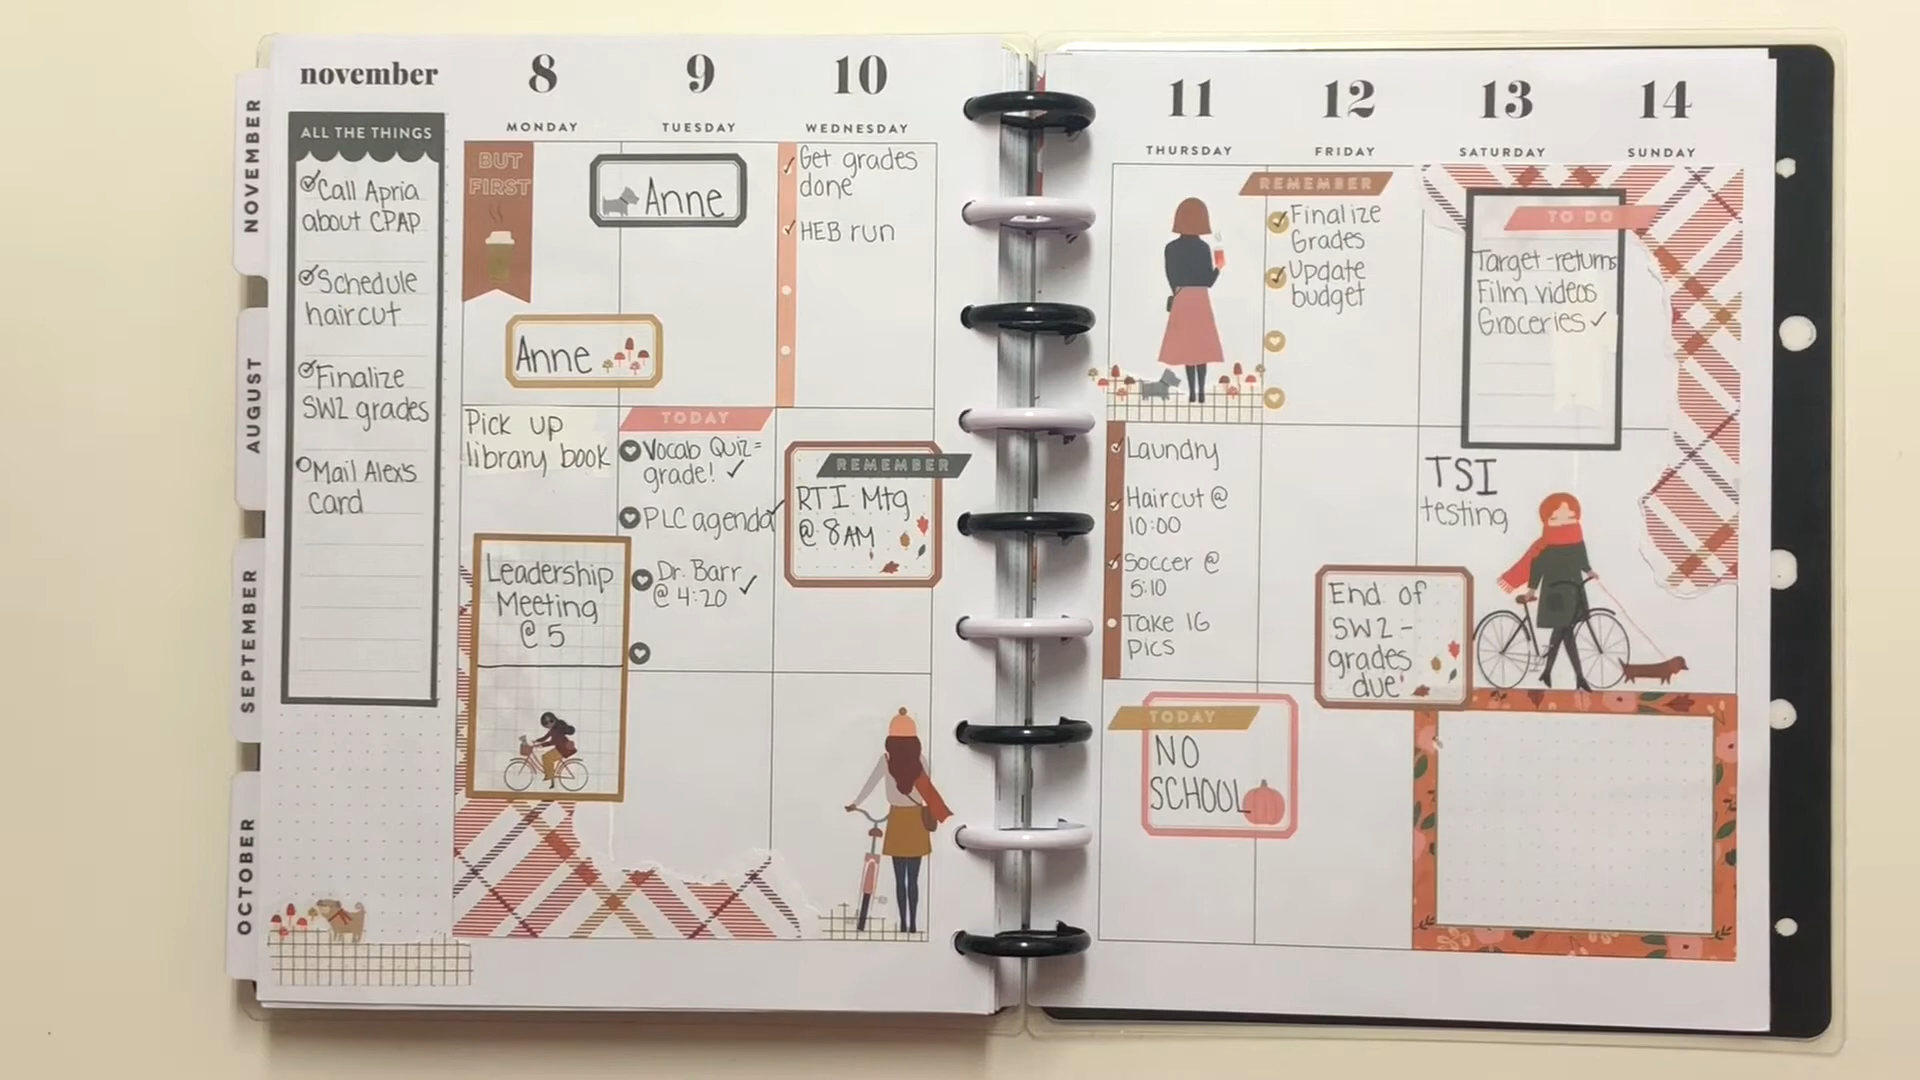 november
8
MONDAY
9
TUESDAY
10
WEDNESDAY
11
THURSDAY
12
FRIDAY
13
SATURDAY
14
SUNDAY
NOVEMBER
AUGUST
SEPTEMBER
OCTOBER
ALL THE THINGS
Call Apria
about CPAP
Schedule
haircut
Finalize
SW2 grades
Mail Alex's
Card
BUT
FIRST
Anne
Pick up
library book
Leadership
Meeting
@ 5
Anne
TODAY
Vocab Quiz =
grade! ✓
PLC agenda ✓
Dr. Barr
@ 4:20 ✓
Get grades
done
HEB run
REMEMBER
RTI Mtg
@ 8AM
Laundry
Haircut @
10:00
Soccer @
5:10
Take IG
pics
TODAY
NO
SCHOOL
REMEMBER
Finalize
Grades
Update
budget
End of
SW2 -
grades
due
TO DO
Target - returns
Film videos
Groceries ✓
TSI
testing